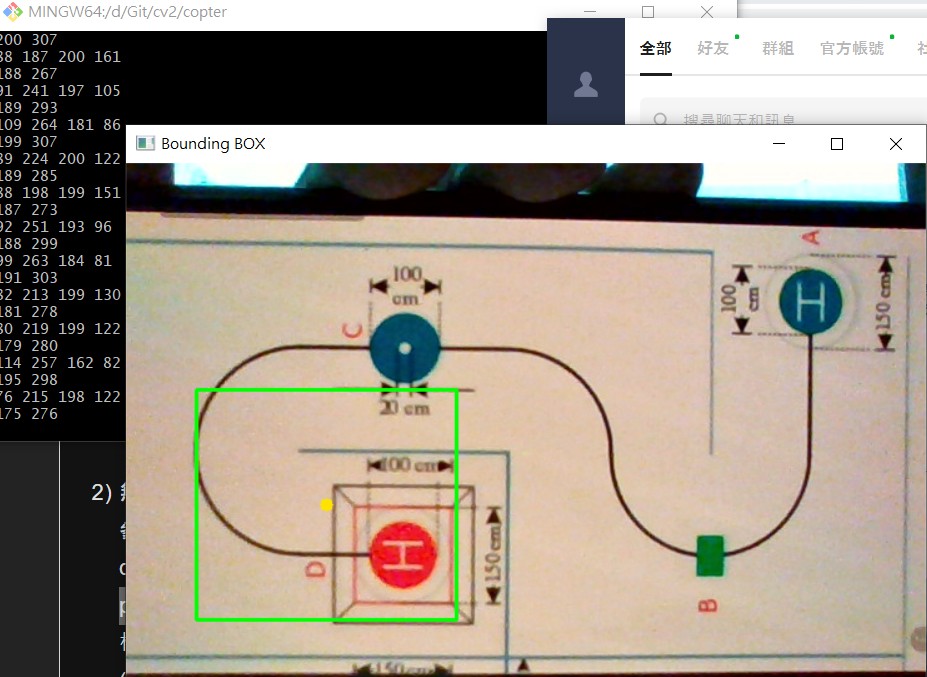 MINGW64:/d/Git/cv2/copter
200 307
88 187 200 161
188 267
91 241 197 105
189 293
109 264 181 86
199 307
89 224 200 122
189 285
88 198 199 151
187 273
92 251 193 96
188 299
99 263 184 81
191 303
82 213 199 130
181 278
80 219 199 122
179 280
114 257 162 82
195 298
76 215 198 122
175 276
全部 好友 群組 官方帳號
搜尋聊天和訊息
Bounding BOX
A
100
cm
100
cm
H
150 cm
C
20 cm
100 cm
H
150 cm
D
B
150 cm
2)